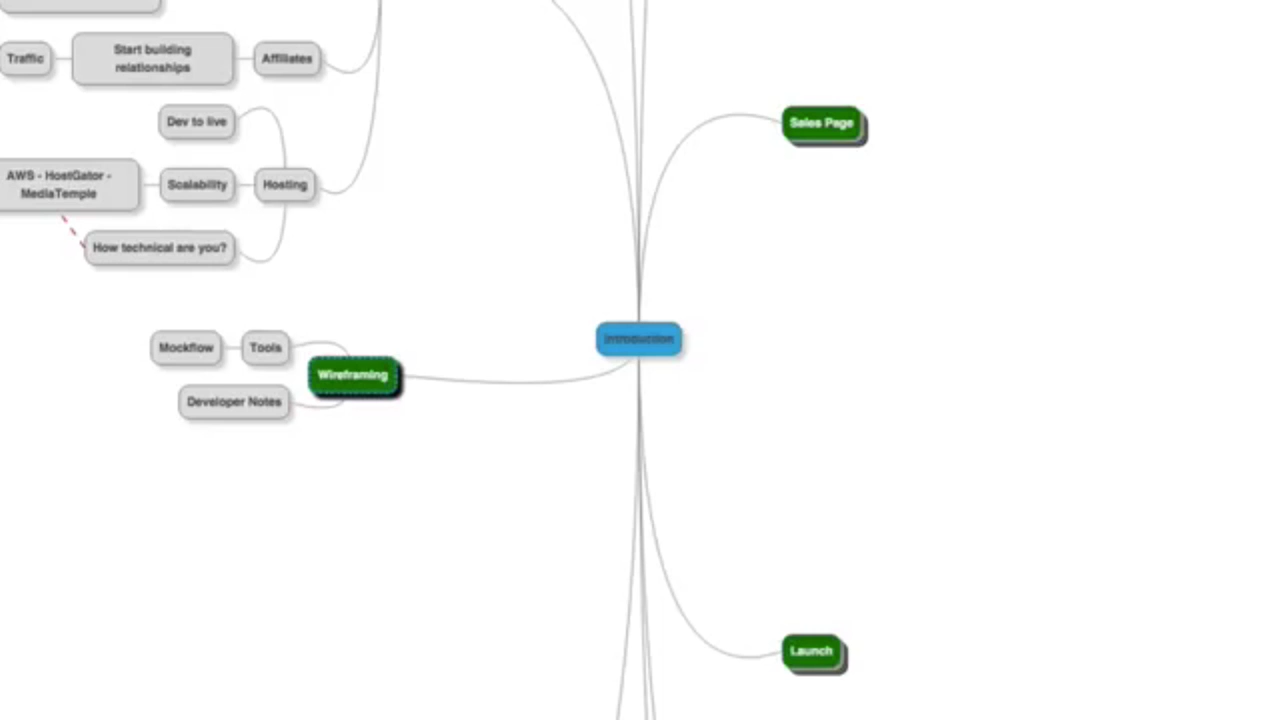 Traffic
Start building
relationships
Affiliates
Dev to live
AWS - HostGator -
MediaTemple
Scalability
Hosting
How technical are you?
Sales Page
Introduction
Mockflow
Tools
Wireframing
Developer Notes
Launch